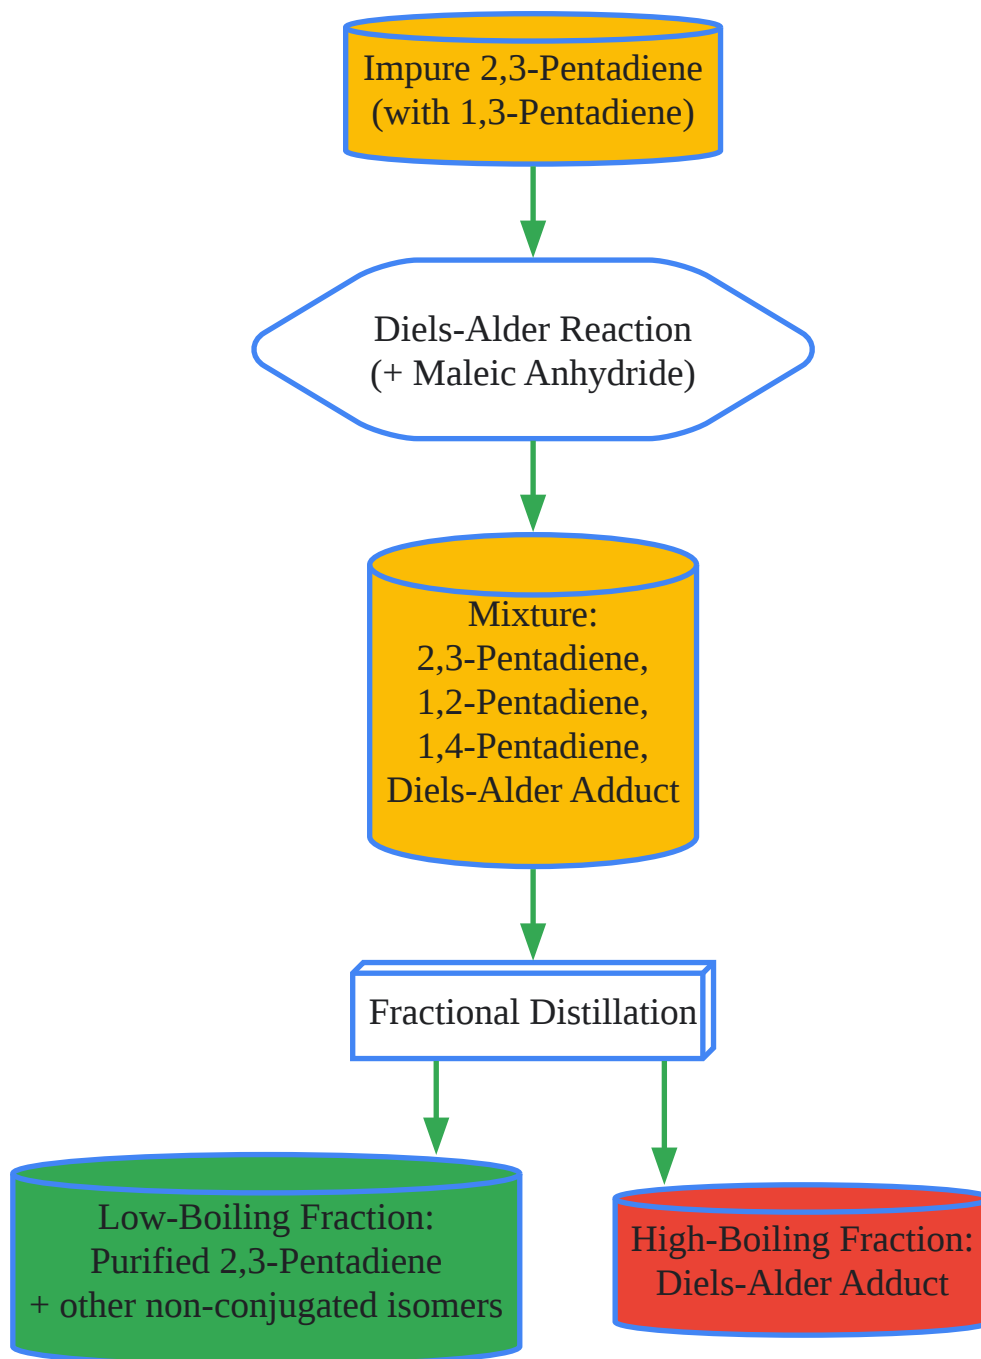 Impure 2,3-Pentadiene
(with 1,3-Pentadiene)
Diels-Alder Reaction
(+ Maleic Anhydride)
Mixture:
2,3-Pentadiene,
1,2-Pentadiene,
1,4-Pentadiene,
Diels-Alder Adduct
Fractional Distillation
Low-Boiling Fraction:
Purified 2,3-Pentadiene
+ other non-conjugated isomers
High-Boiling Fraction:
Diels-Alder Adduct